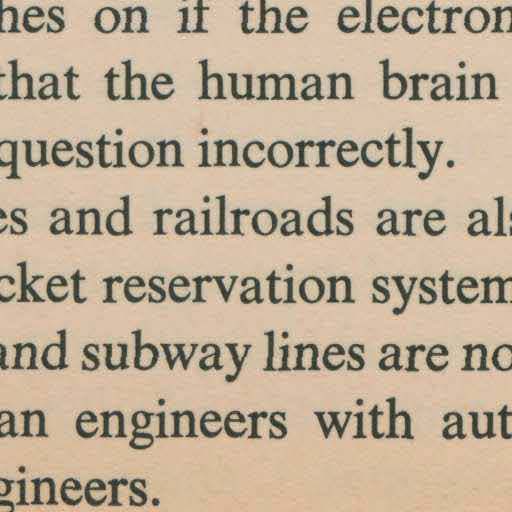 hes on if the electron
that the human brain
question incorrectly.
es and railroads are als
cket reservation system
and subway lines are no
an engineers with aut
gineers.